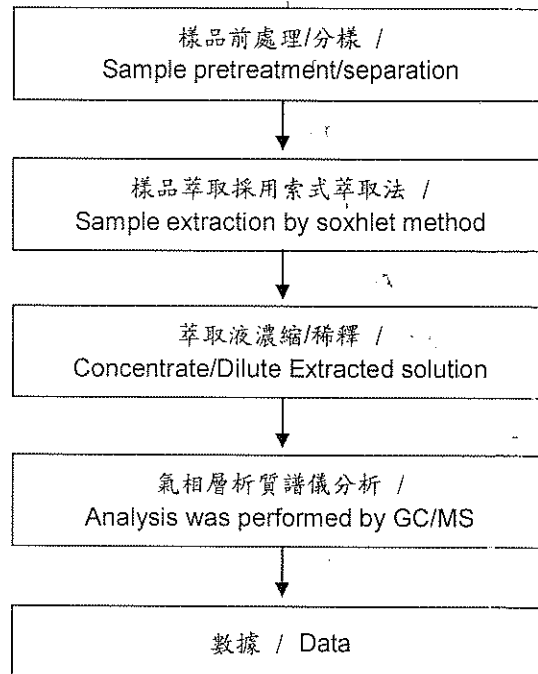 樣品前處理/分樣 /
Sample pretreatment/separation
樣品萃取採用索式萃取法 /
Sample extraction by soxhlet method
萃取液濃縮/稀釋 /
Concentrate/Dilute Extracted solution
氣相層析質譜儀分析 /
Analysis was performed by GC/MS
數據 / Data